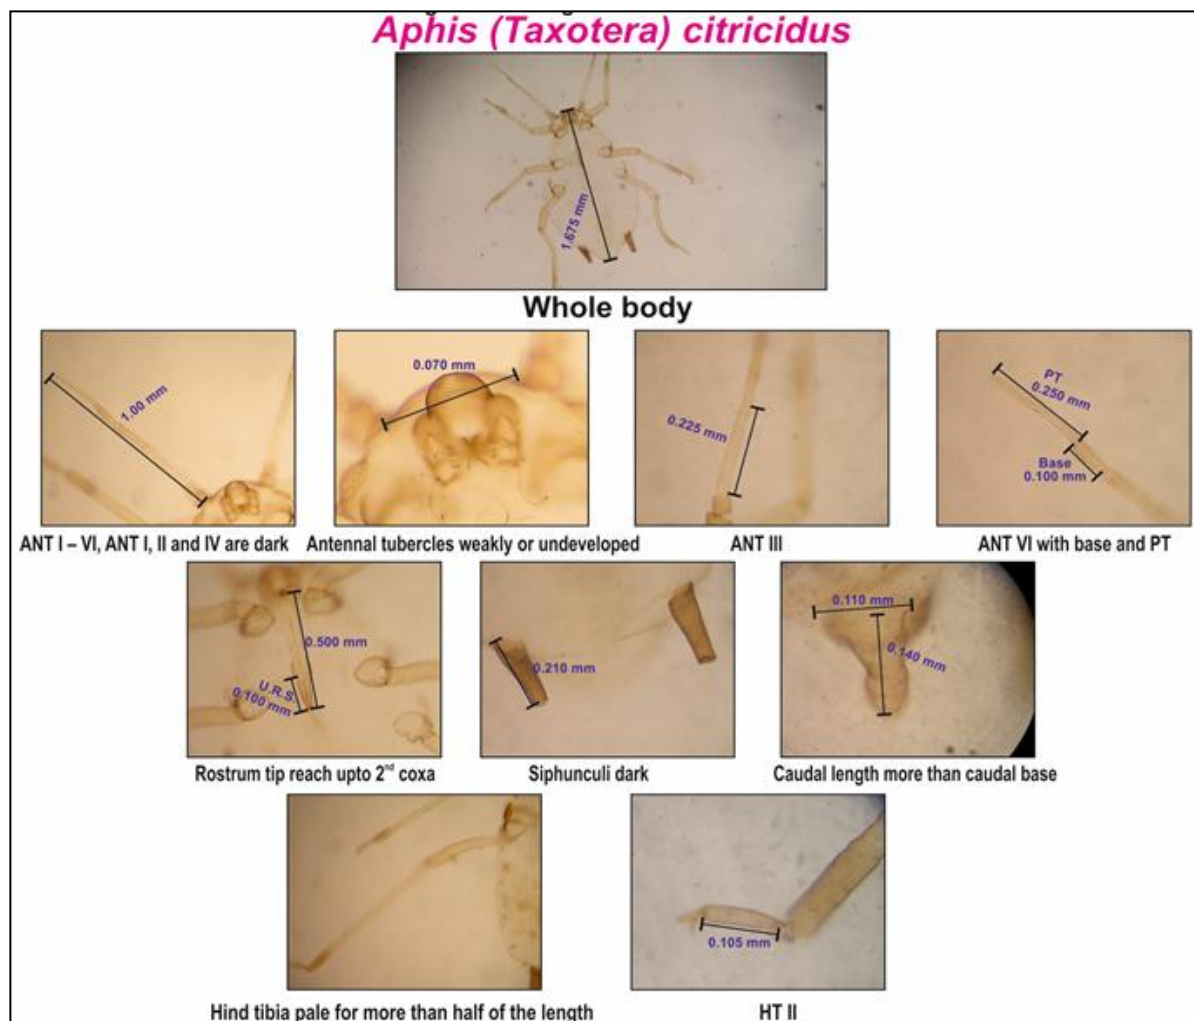 Aphis (Taxotera) citricidus
1.675 mm
Whole body
1.00 mm
0.070 mm
0.225 mm
PT
0.250 mm
Base
0.100 mm
ANT I – VI, ANT I, II and IV are dark
Antennal tubercles weakly or undeveloped
ANT III
ANT VI with base and PT
0.500 mm
U.R.S.
0.100 mm
0.210 mm
0.110 mm
0.140 mm
Rostrum tip reach upto 2nd coxa
Siphunculi dark
Caudal length more than caudal base
0.105 mm
Hind tibia pale for more than half of the length
HT II